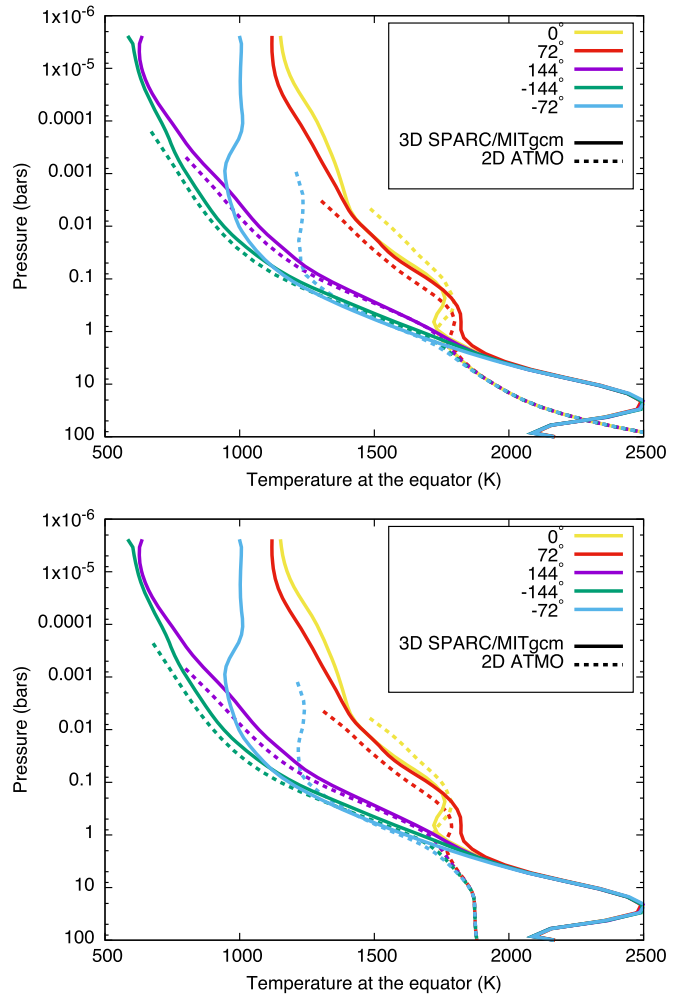 1x10⁻⁶
1x10⁻⁵
0.0001
0.001
0.01
0.1
1
10
100
Pressure (bars)
0°
72°
144°
-144°
-72°
3D SPARC/MITgcm
2D ATMO
500 1000 1500 2000 2500
Temperature at the equator (K)
1x10⁻⁶
1x10⁻⁵
0.0001
0.001
0.01
0.1
1
10
100
Pressure (bars)
0°
72°
144°
-144°
-72°
3D SPARC/MITgcm
2D ATMO
500 1000 1500 2000 2500
Temperature at the equator (K)